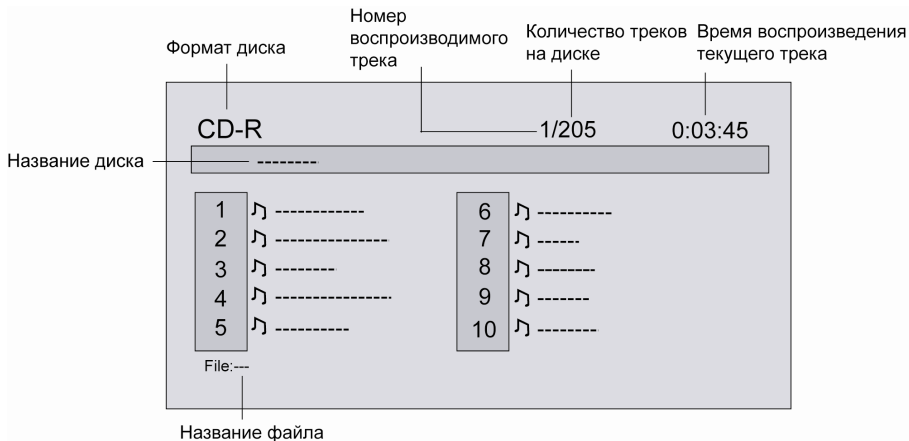 Формат диска
Номер
воспроизводимого
трека
Количество треков
на диске
Время воспроизведения
текущего трека
CD-R
1/205
0:03:45
Название диска
--------
1 ------------
2 ---------------
3 --------
4 ----------------
5 ----------
6 ----------
7 ------
8 --------
9 -------
10 --------
File:---
Название файла